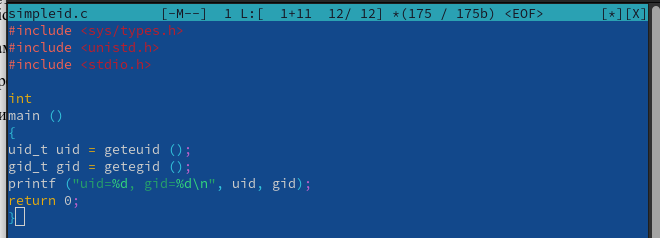 simpleid.c [-M--] 1 L:[ 1+11 12/ 12] *(175 / 175b) <EOF> [*][X]
#include <sys/types.h>
#include <unistd.h>
#include <stdio.h>
int
main ()
{
uid_t uid = geteuid ();
gid_t gid = getegid ();
printf ("uid=%d, gid=%d\n", uid, gid);
return 0;
}